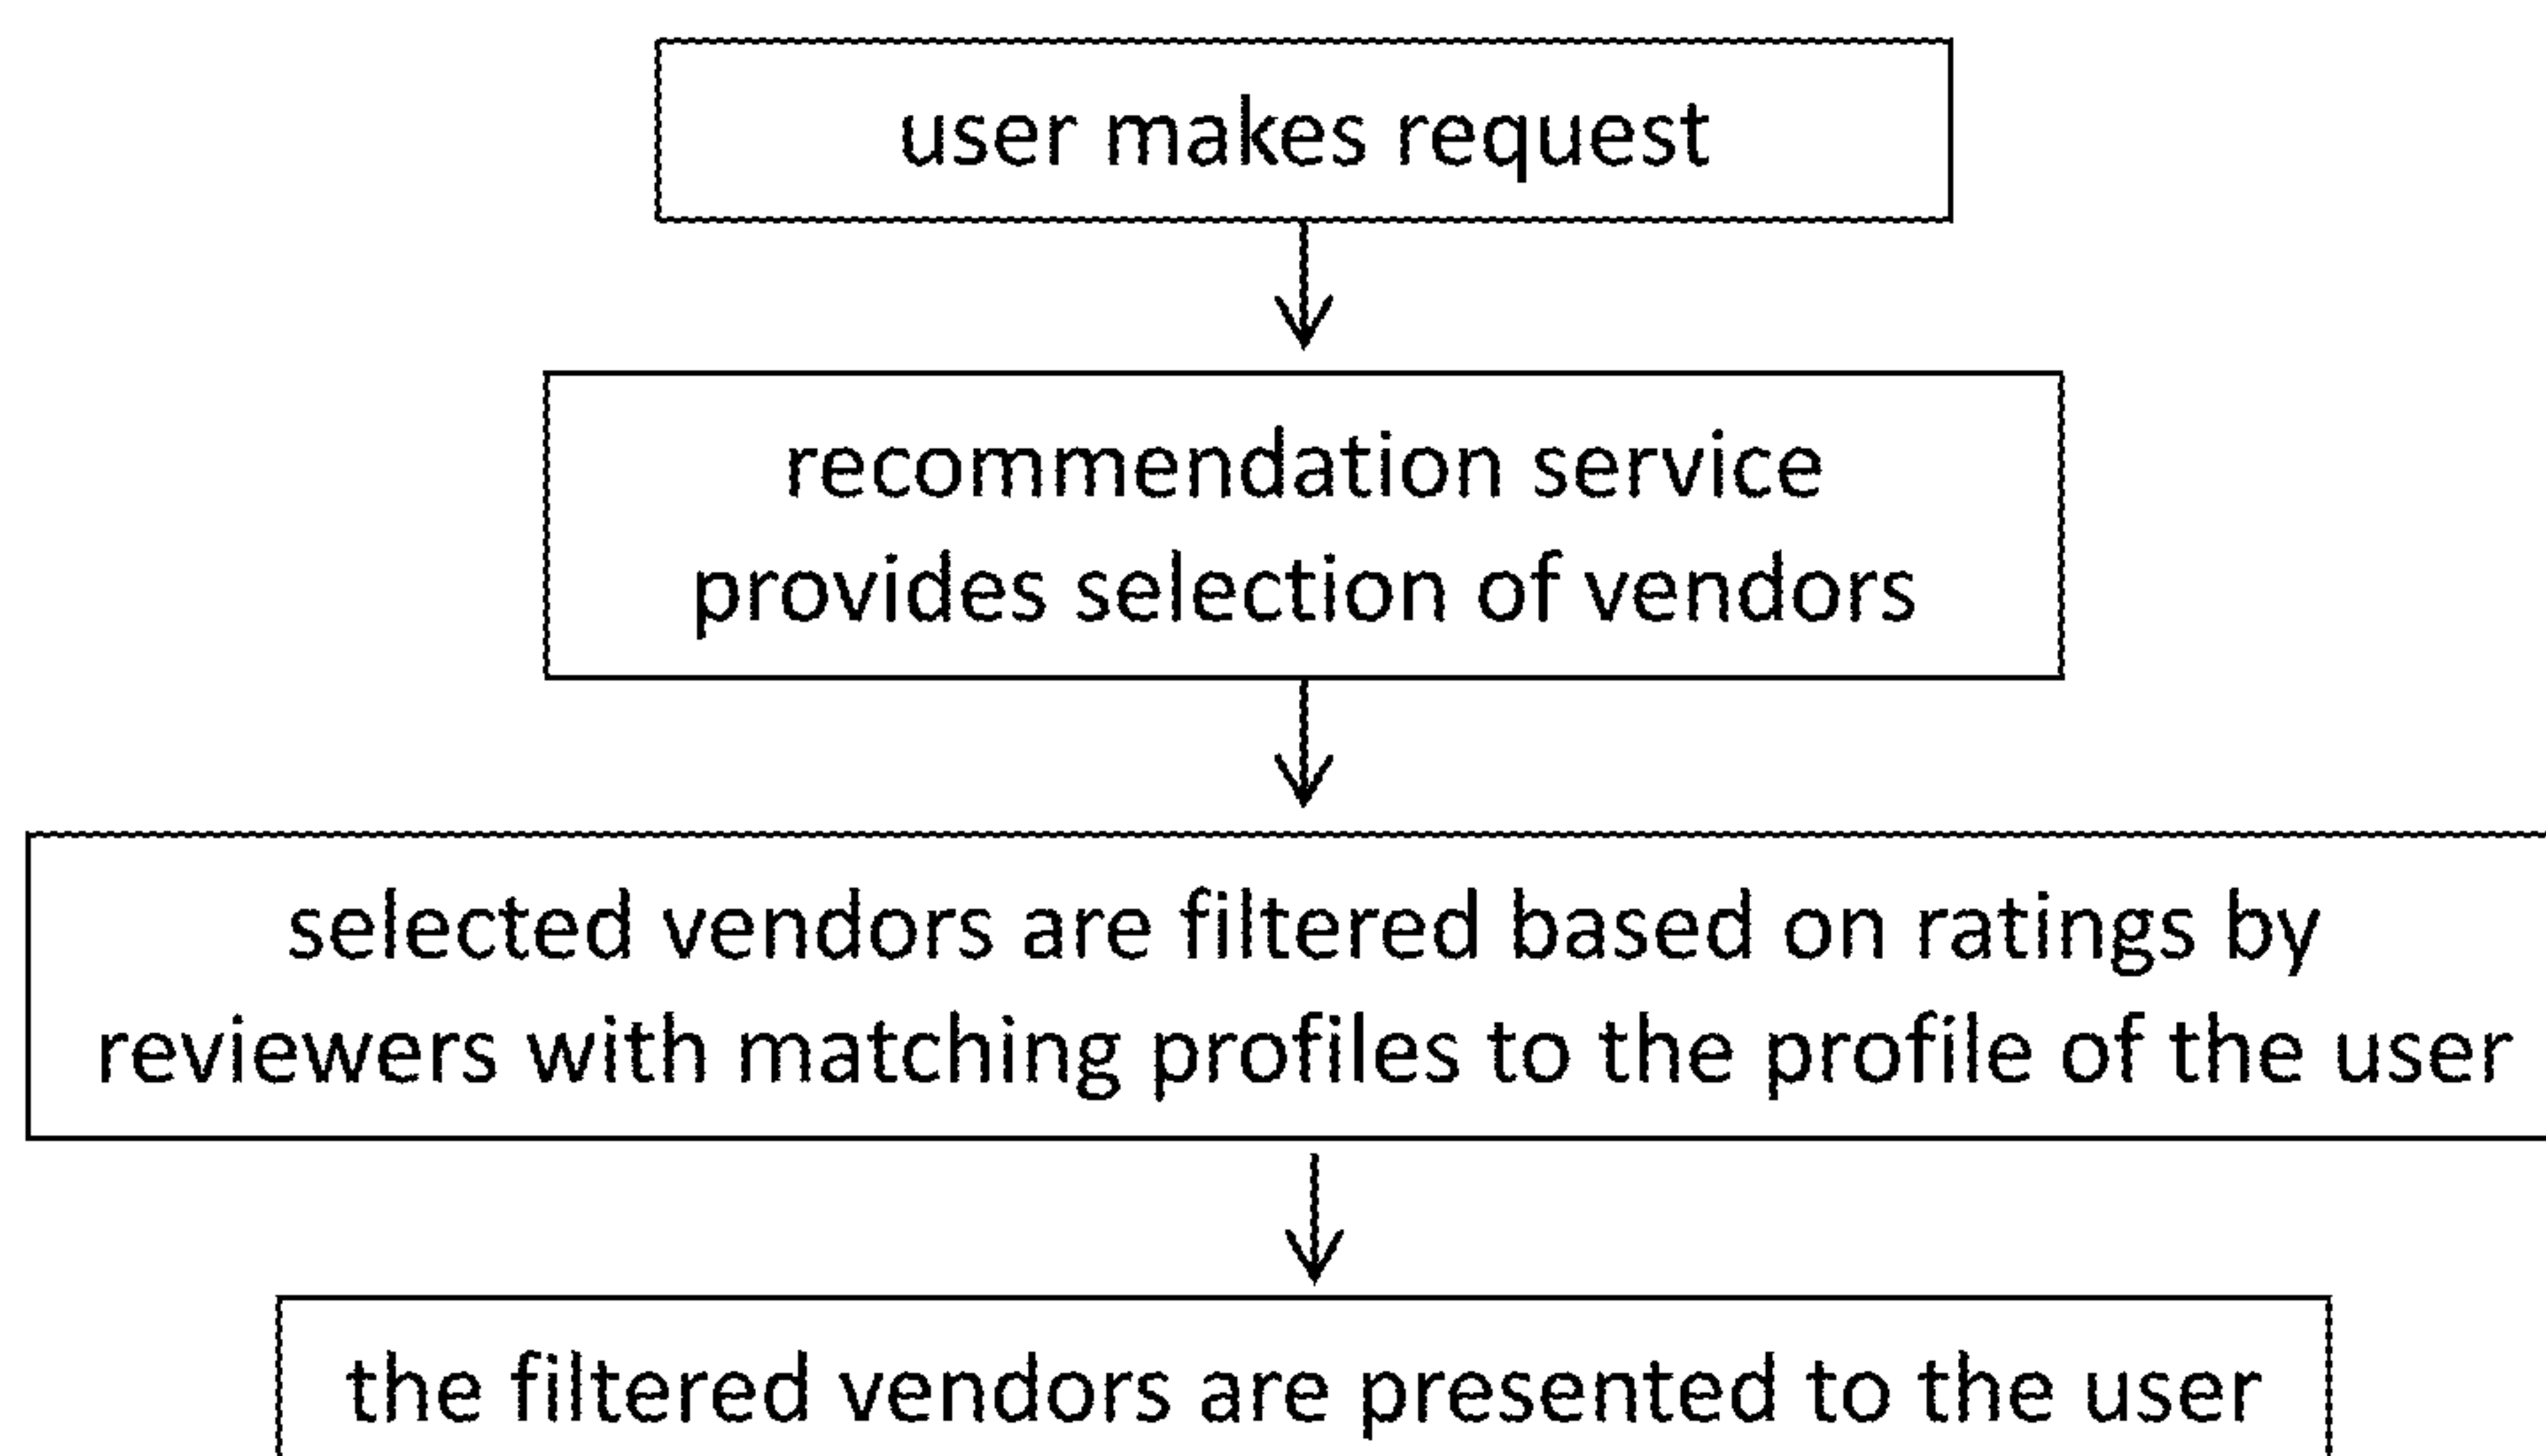 user makes request
recommendation service
provides selection of vendors
selected vendors are filtered based on ratings by
reviewers with matching profiles to the profile of the user
the filtered vendors are presented to the user